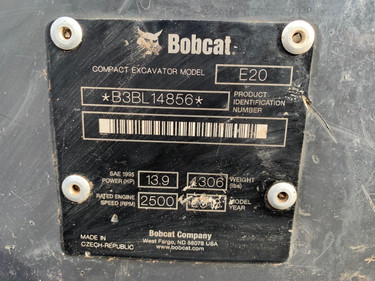 Bobcat
COMPACT EXCAVATOR MODEL E20
*B3BL14856* PRODUCT IDENTIFICATION NUMBER
SAE 1995 POWER (HP) 13.9 4306 WEIGHT (lbs)
RATED ENGINE SPEED (RPM) 2500 MODEL YEAR
MADE IN CZECH-REPUBLIC
Bobcat Company
West Fargo, ND 58078 USA
www.bobcat.com